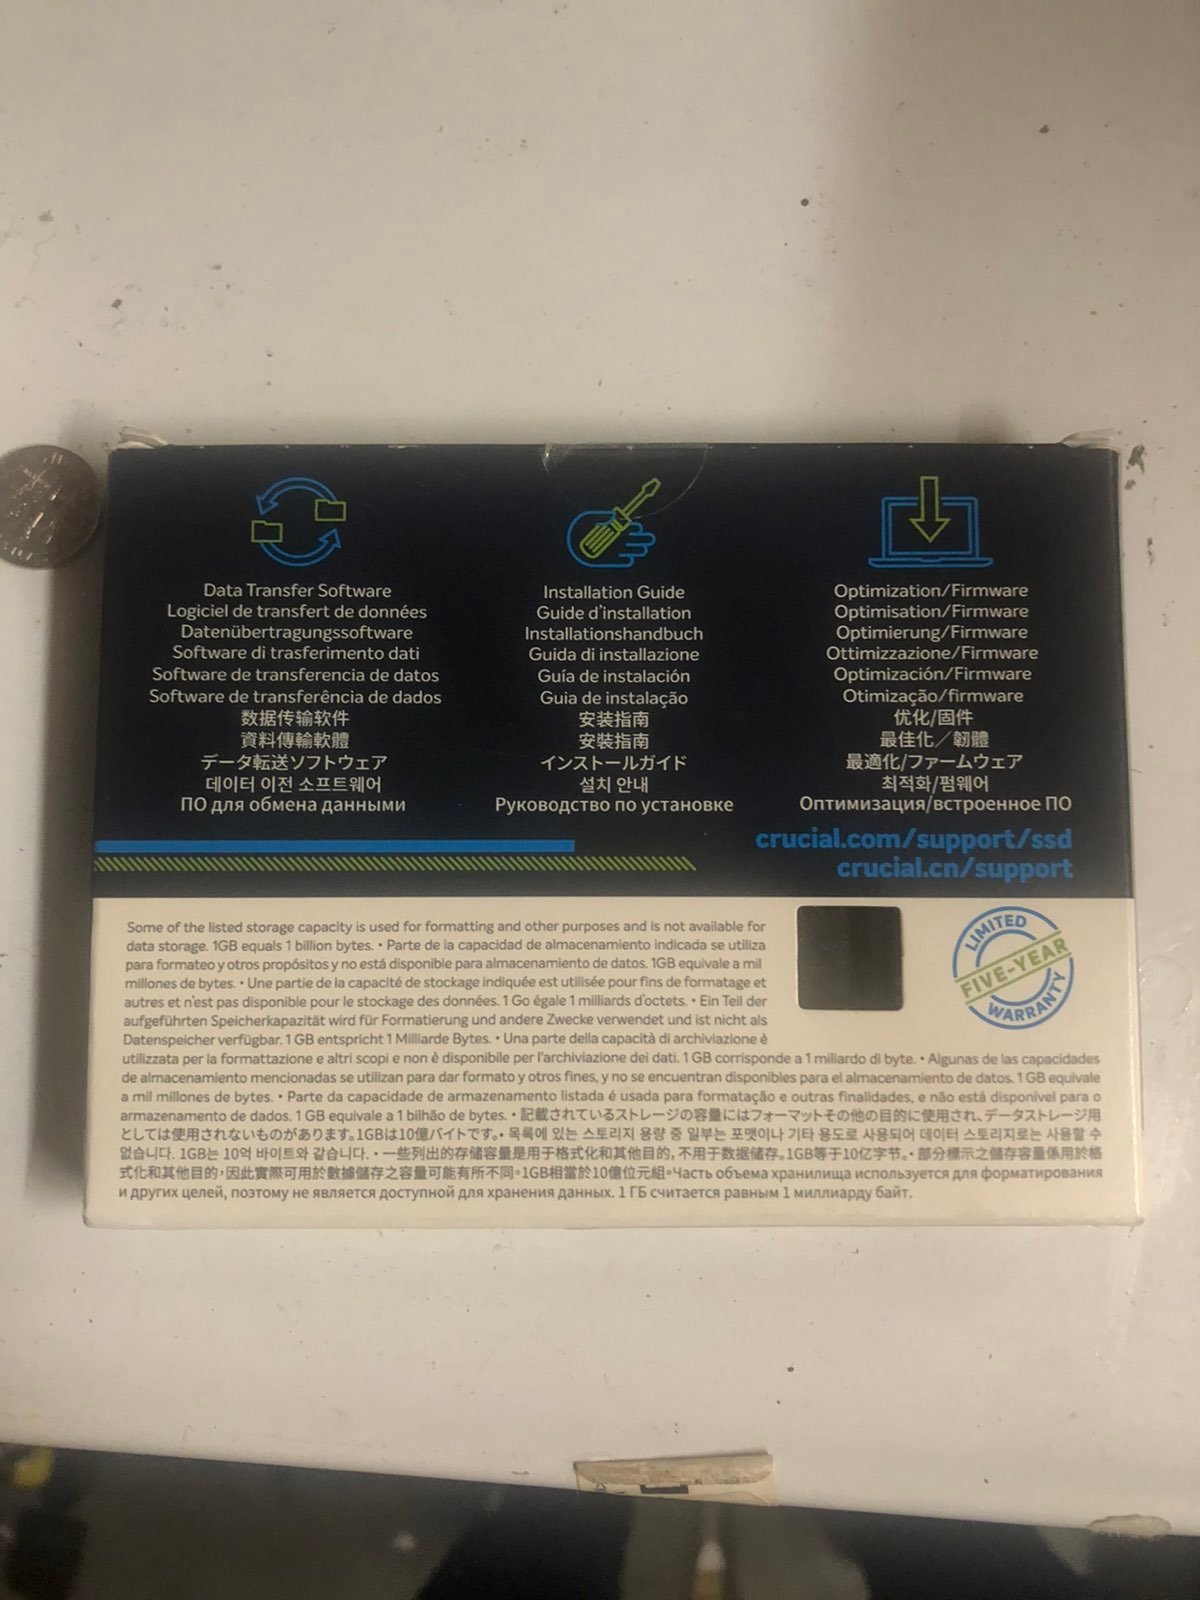 Data Transfer Software
Logiciel de transfert de données
Datenübertragungssoftware
Software di trasferimento dati
Software de transferencia de datos
Software de transferência de dados
数据传输软件
資料傳輸軟體
データ転送ソフトウェア
데이터 이전 소프트웨어
ПО для обмена данными
Installation Guide
Guide d'installation
Installationshandbuch
Guida di installazione
Guía de instalación
Guia de instalação
安装指南
安裝指南
インストールガイド
설치 안내
Руководство по установке
Optimization/Firmware
Optimisation/Firmware
Optimierung/Firmware
Ottimizzazione/Firmware
Optimización/Firmware
Otimização/firmware
优化/固件
最佳化／韌體
最適化/ファームウェア
최적화/펌웨어
Оптимизация/встроенное ПО
crucial.com/support/ssd
crucial.cn/support
Some of the listed storage capacity is used for formatting and other purposes and is not available for
data storage. 1GB equals 1 billion bytes. • Parte de la capacidad de almacenamiento indicada se utiliza
para formateo y otros propósitos y no está disponible para almacenamiento de datos. 1GB equivale a mil
millones de bytes. • Une partie de la capacité de stockage indiquée est utilisée pour fins de formatage et
autres et n'est pas disponible pour le stockage des données. 1 Go égale 1 milliards d'octets. • Ein Teil der
aufgeführten Speicherkapazität wird für Formatierung und andere Zwecke verwendet und ist nicht als
Datenspeicher verfügbar. 1 GB entspricht 1 Milliarde Bytes. • Una parte della capacità di archiviazione è
utilizzata per la formattazione e altri scopi e non è disponibile per l'archiviazione dei dati. 1 GB corrisponde a 1 miliardo di byte. • Algunas de las capacidades
de almacenamiento mencionadas se utilizan para dar formato y otros fines, y no se encuentran disponibles para el almacenamiento de datos. 1 GB equivale
a mil millones de bytes. • Parte da capacidade de armazenamento listada é usada para formatação e outras finalidades, e não está disponível para o
armazenamento de dados. 1 GB equivale a 1 bilhão de bytes. • 記載されているストレージの容量にはフォーマットその他の目的に使用され、データストレージ用
としては使用されないものがあります。1GBは10億バイトです。• 목록에 있는 스토리지 용량 중 일부는 포맷이나 기타 용도로 사용되어 데이터 스토리지로는 사용할 수
없습니다. 1GB는 10억 바이트와 같습니다. • 一些列出的存储容量是用于格式化和其他目的，不用于数据储存。1GB等于10亿字节。• 部分標示之儲存容量係用於格
式化和其他目的，因此實際可用於數據儲存之容量可能有所不同。1GB相當於10億位元組。Часть объема хранилища используется для форматирования
и других целей, поэтому не является доступной для хранения данных. 1 ГБ считается равным 1 миллиарду байт.
LIMITED
FIVE-YEAR
WARRANTY